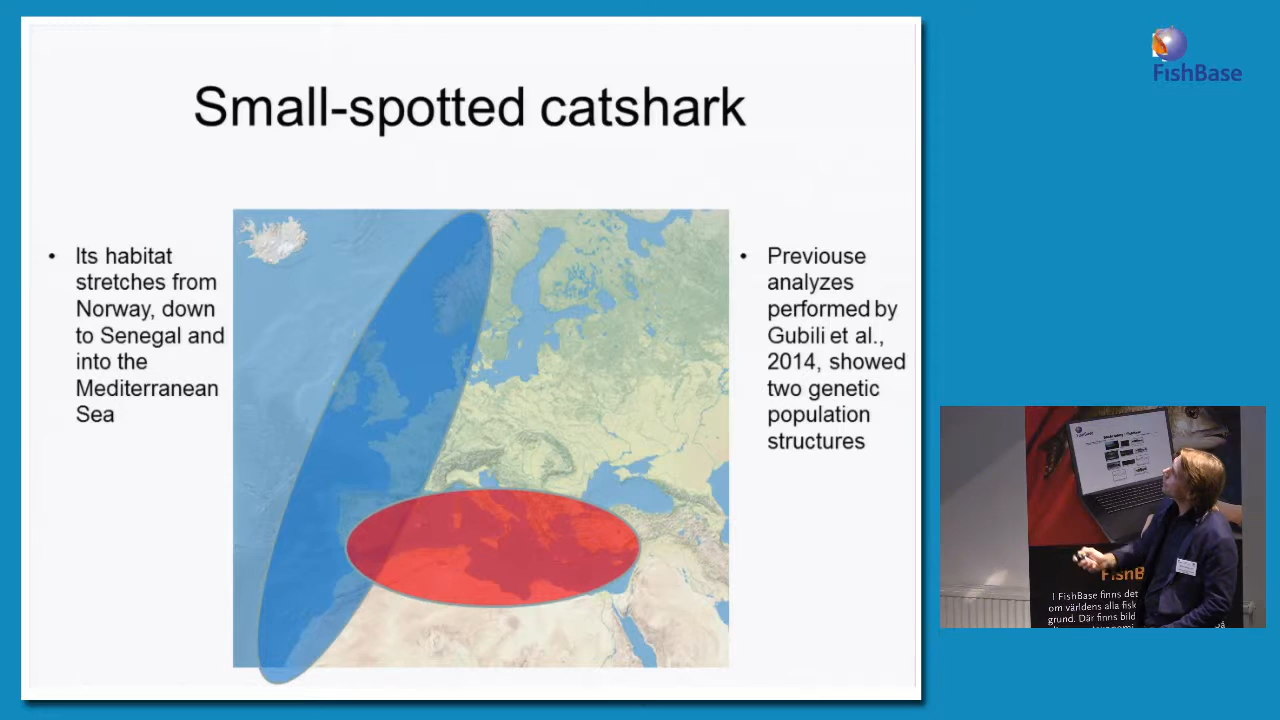 Small-spotted catshark
• Its habitat
stretches from
Norway, down
to Senegal and
into the
Mediterranean
Sea
• Previouse
analyzes
performed by
Gubili et al.,
2014, showed
two genetic
population
structures
FishBase
FishB
I FishBase finns det
om världens alla fisk
grund. Där finns bild